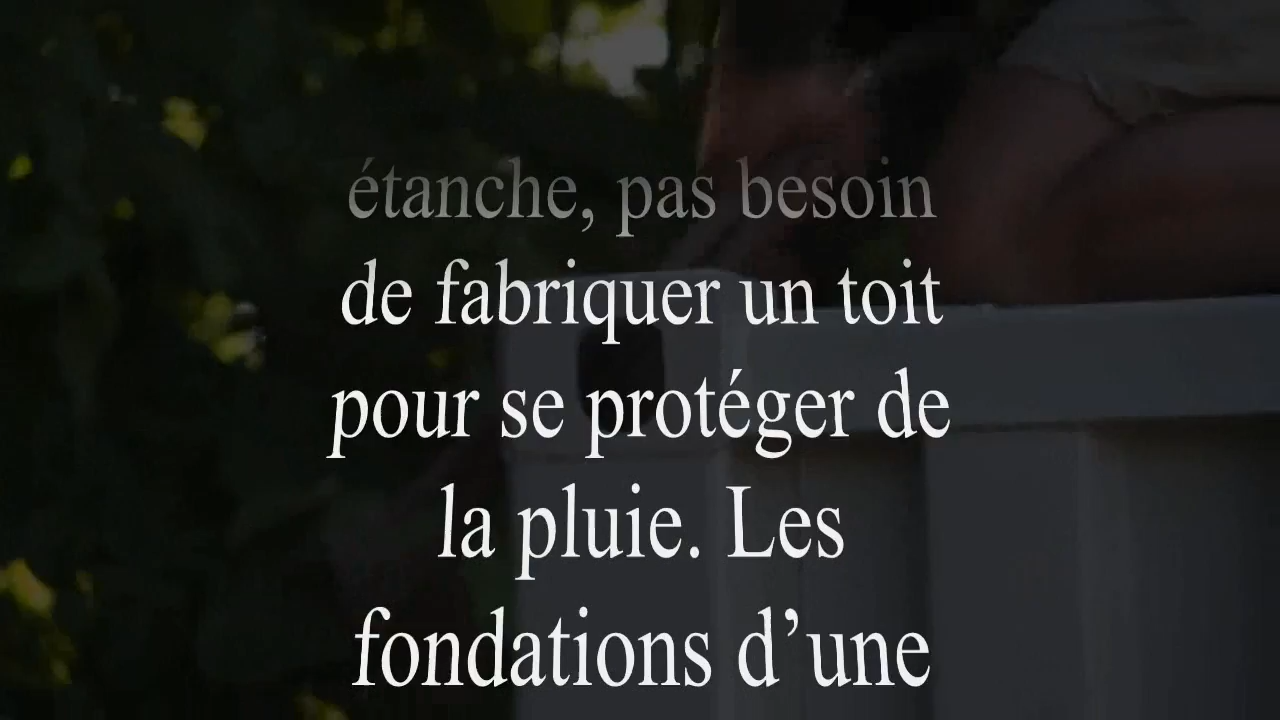 étanche, pas besoin
de fabriquer un toit
pour se protéger de
la pluie. Les
fondations d’une